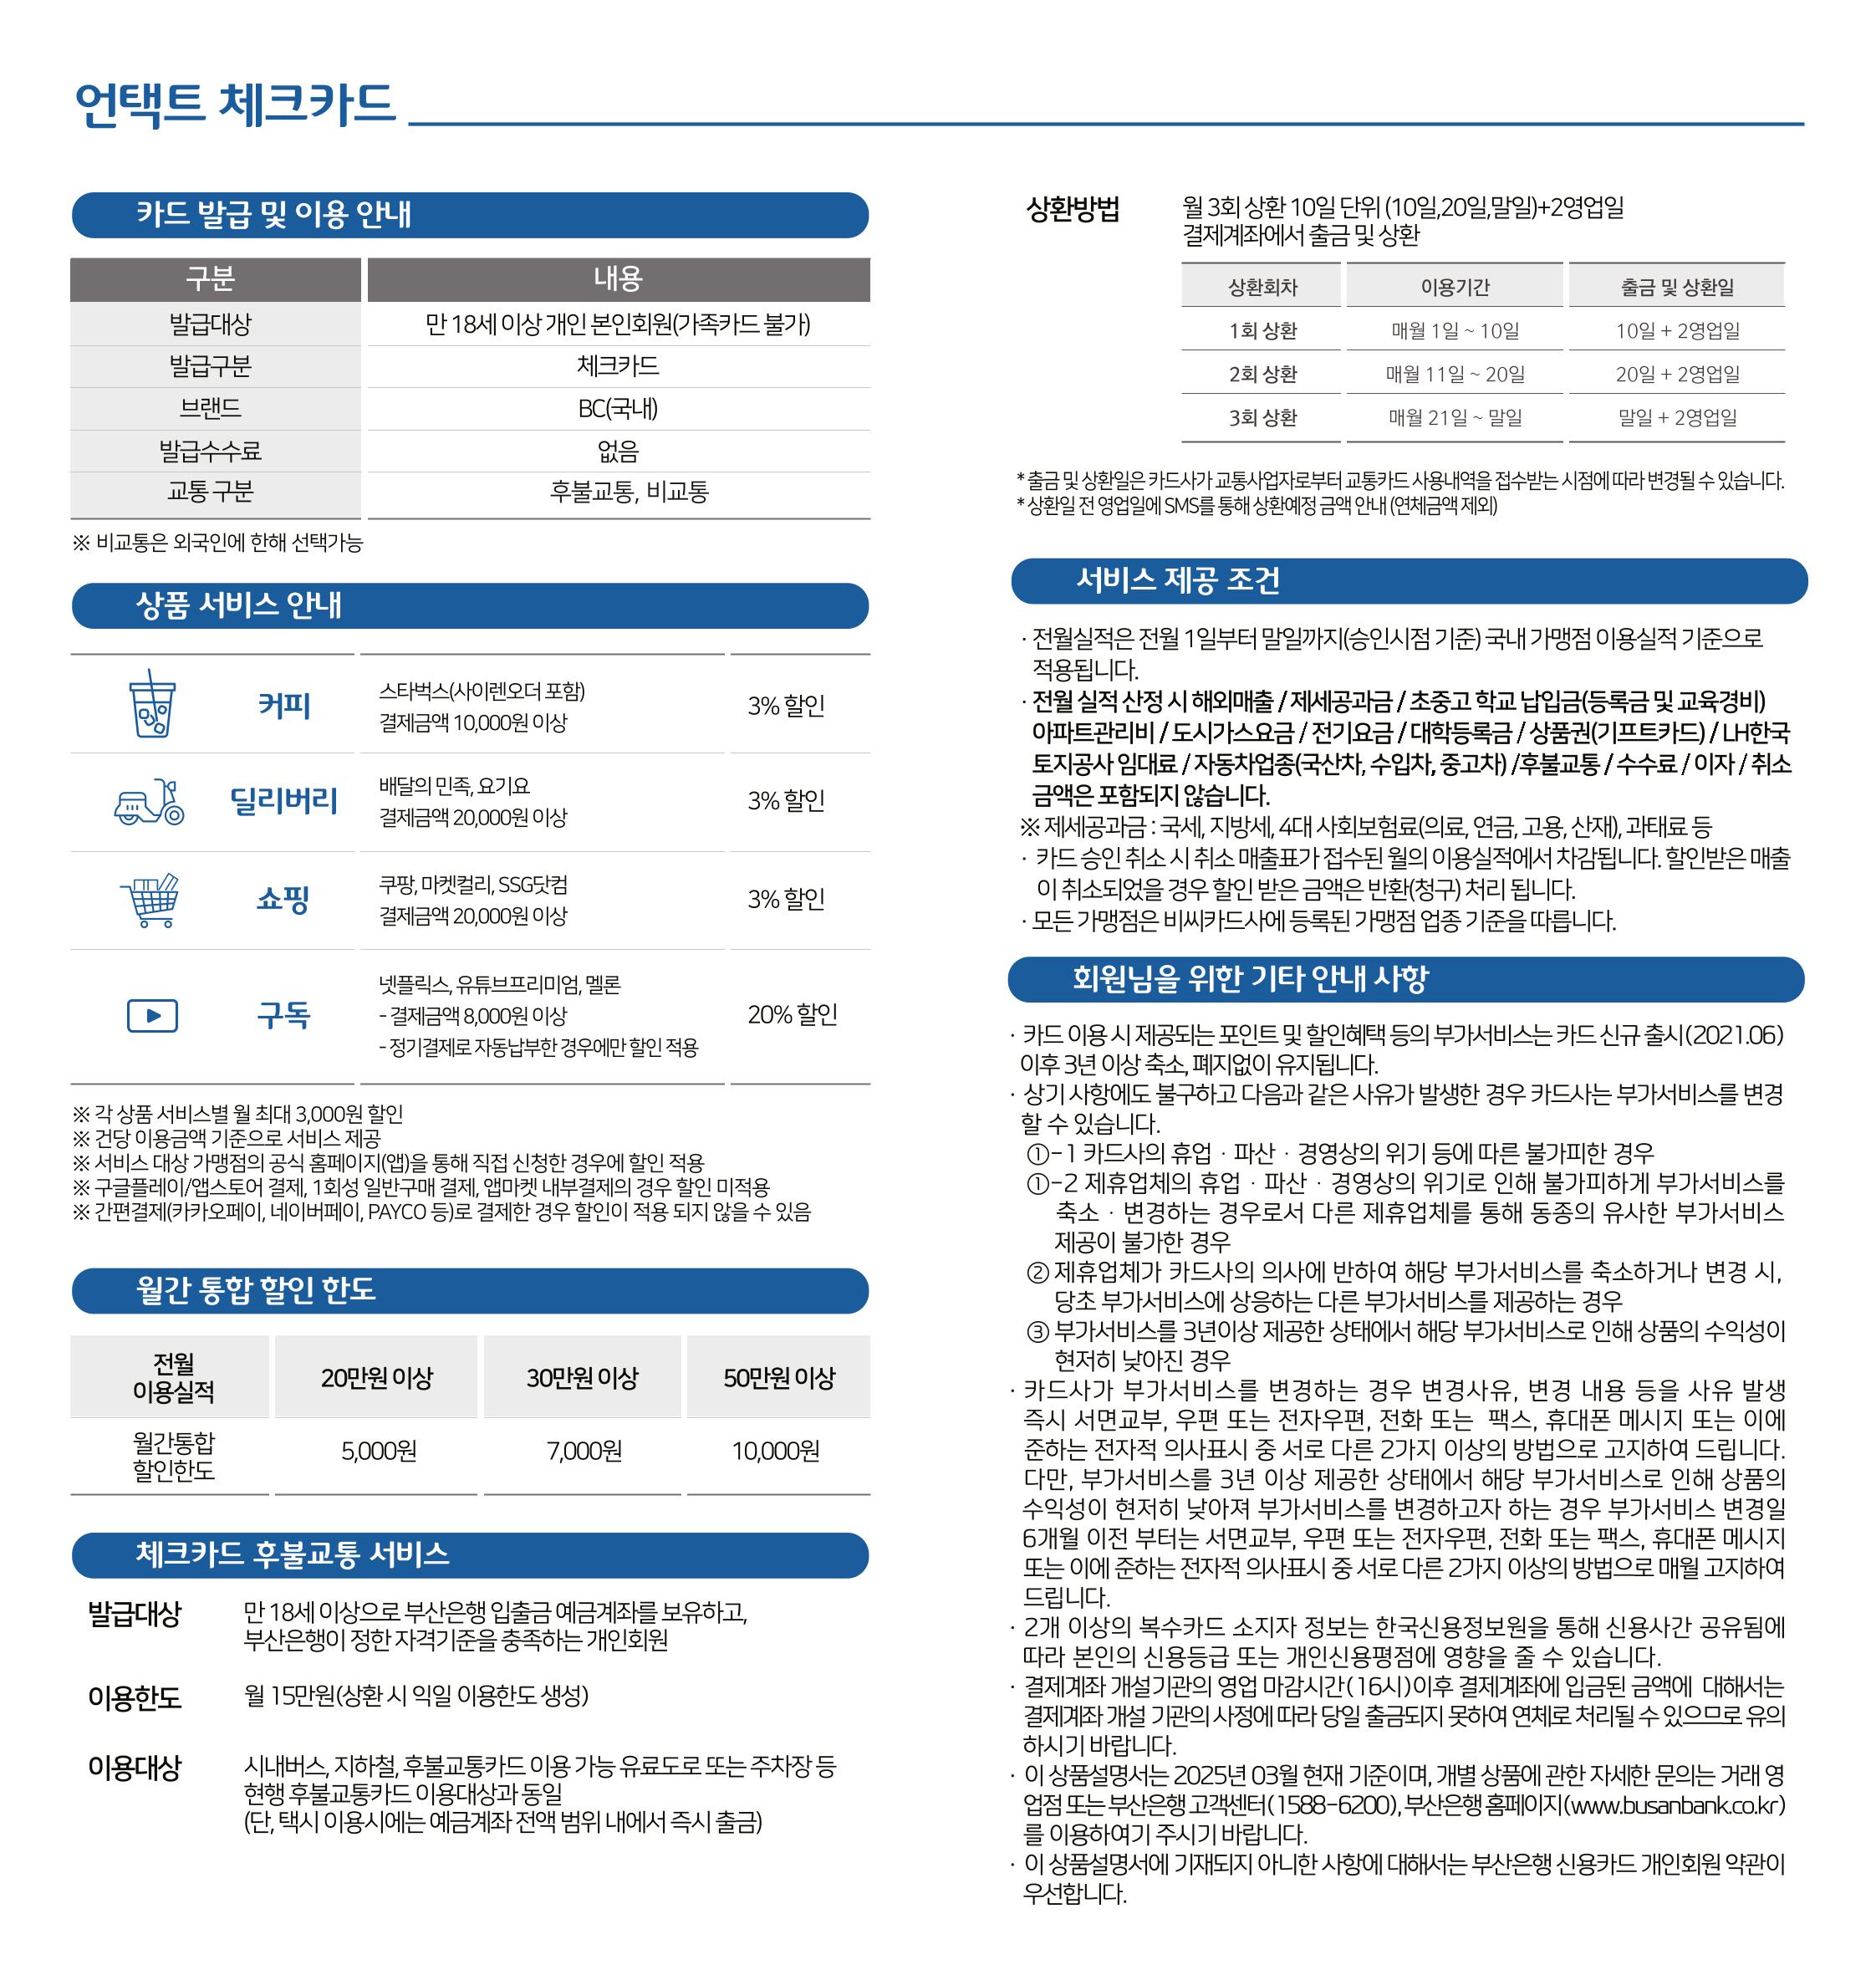 언택트 체크카드
카드 발급 및 이용 안내
구분 내용
발급대상 만 18세 이상 개인 본인회원(가족카드 불가)
발급구분 체크카드
브랜드 BC(국내)
발급수수료 없음
교통 구분 후불교통, 비교통
※ 비교통은 외국인에 한해 선택가능
상품 서비스 안내
커피 스타벅스(사이렌오더 포함) 3% 할인
결제금액 10,000원 이상
딜리버리 배달의 민족, 요기요 3% 할인
결제금액 20,000원 이상
쇼핑 쿠팡, 마켓컬리, SSG닷컴 3% 할인
결제금액 20,000원 이상
구독 넷플릭스, 유튜브프리미엄, 멜론 20% 할인
- 결제금액 8,000원 이상
- 정기결제로 자동납부한 경우에만 할인 적용
※ 각 상품 서비스별 월 최대 3,000원 할인
※ 건당 이용금액 기준으로 서비스 제공
※ 서비스 대상 가맹점의 공식 홈페이지(앱)을 통해 직접 신청한 경우에 할인 적용
※ 구글플레이/앱스토어 결제, 1회성 일반구매 결제, 앱마켓 내부결제의 경우 할인 미적용
※ 간편결제(카카오페이, 네이버페이, PAYCO 등)로 결제한 경우 할인이 적용 되지 않을 수 있음
월간 통합 할인 한도
전월 이용실적 20만원 이상 30만원 이상 50만원 이상
월간통합 할인한도 5,000원 7,000원 10,000원
체크카드 후불교통 서비스
발급대상 만 18세 이상으로 부산은행 입출금 예금계좌를 보유하고,
부산은행이 정한 자격기준을 충족하는 개인회원
이용한도 월 15만원(상환 시 익일 이용한도 생성)
이용대상 시내버스, 지하철, 후불교통카드 이용 가능 유료도로 또는 주차장 등
현행 후불교통카드 이용대상과 동일
(단, 택시 이용시에는 예금계좌 전액 범위 내에서 즉시 출금)
상환방법 월 3회 상환 10일 단위 (10일,20일,말일)+2영업일
결제계좌에서 출금 및 상환
상환회차 이용기간 출금 및 상환일
1회 상환 매월 1일 ~ 10일 10일 + 2영업일
2회 상환 매월 11일 ~ 20일 20일 + 2영업일
3회 상환 매월 21일 ~ 말일 말일 + 2영업일
* 출금 및 상환일은 카드사가 교통사업자로부터 교통카드 사용내역을 접수받는 시점에 따라 변경될 수 있습니다.
* 상환일 전 영업일에 SMS를 통해 상환예정 금액 안내 (연체금액 제외)
서비스 제공 조건
· 전월실적은 전월 1일부터 말일까지(승인시점 기준) 국내 가맹점 이용실적 기준으로
적용됩니다.
· 전월 실적 산정 시 해외매출 / 제세공과금 / 초중고 학교 납입금(등록금 및 교육경비)
아파트관리비 / 도시가스요금 / 전기요금 / 대학등록금 / 상품권(기프트카드) / LH한국
토지공사 임대료 / 자동차업종(국산차, 수입차, 중고차) /후불교통 / 수수료 / 이자 / 취소
금액은 포함되지 않습니다.
※ 제세공과금 : 국세, 지방세, 4대 사회보험료(의료, 연금, 고용, 산재), 과태료 등
· 카드 승인 취소 시 취소 매출표가 접수된 월의 이용실적에서 차감됩니다. 할인받은 매출
이 취소되었을 경우 할인 받은 금액은 반환(청구) 처리 됩니다.
· 모든 가맹점은 비씨카드사에 등록된 가맹점 업종 기준을 따릅니다.
회원님을 위한 기타 안내 사항
· 카드 이용 시 제공되는 포인트 및 할인혜택 등의 부가서비스는 카드 신규 출시(2021.06)
이후 3년 이상 축소, 폐지없이 유지됩니다.
· 상기 사항에도 불구하고 다음과 같은 사유가 발생한 경우 카드사는 부가서비스를 변경
할 수 있습니다.
①-1 카드사의 휴업 · 파산 · 경영상의 위기 등에 따른 불가피한 경우
①-2 제휴업체의 휴업 · 파산 · 경영상의 위기로 인해 불가피하게 부가서비스를
축소 · 변경하는 경우로서 다른 제휴업체를 통해 동종의 유사한 부가서비스
제공이 불가한 경우
② 제휴업체가 카드사의 의사에 반하여 해당 부가서비스를 축소하거나 변경 시,
당초 부가서비스에 상응하는 다른 부가서비스를 제공하는 경우
③ 부가서비스를 3년이상 제공한 상태에서 해당 부가서비스로 인해 상품의 수익성이
현저히 낮아진 경우
· 카드사가 부가서비스를 변경하는 경우 변경사유, 변경 내용 등을 사유 발생
즉시 서면교부, 우편 또는 전자우편, 전화 또는 팩스, 휴대폰 메시지 또는 이에
준하는 전자적 의사표시 중 서로 다른 2가지 이상의 방법으로 고지하여 드립니다.
다만, 부가서비스를 3년 이상 제공한 상태에서 해당 부가서비스로 인해 상품의
수익성이 현저히 낮아져 부가서비스를 변경하고자 하는 경우 부가서비스 변경일
6개월 이전 부터는 서면교부, 우편 또는 전자우편, 전화 또는 팩스, 휴대폰 메시지
또는 이에 준하는 전자적 의사표시 중 서로 다른 2가지 이상의 방법으로 매월 고지하여
드립니다.
· 2개 이상의 복수카드 소지자 정보는 한국신용정보원을 통해 신용사간 공유됨에
따라 본인의 신용등급 또는 개인신용평점에 영향을 줄 수 있습니다.
· 결제계좌 개설기관의 영업 마감시간(16시)이후 결제계좌에 입금된 금액에 대해서는
결제계좌 개설 기관의 사정에 따라 당일 출금되지 못하여 연체로 처리될 수 있으므로 유의
하시기 바랍니다.
· 이 상품설명서는 2025년 03월 현재 기준이며, 개별 상품에 관한 자세한 문의는 거래 영
업점 또는 부산은행 고객센터(1588-6200), 부산은행 홈페이지(www.busanbank.co.kr)
를 이용하여기 주시기 바랍니다.
· 이 상품설명서에 기재되지 아니한 사항에 대해서는 부산은행 신용카드 개인회원 약관이
우선합니다.